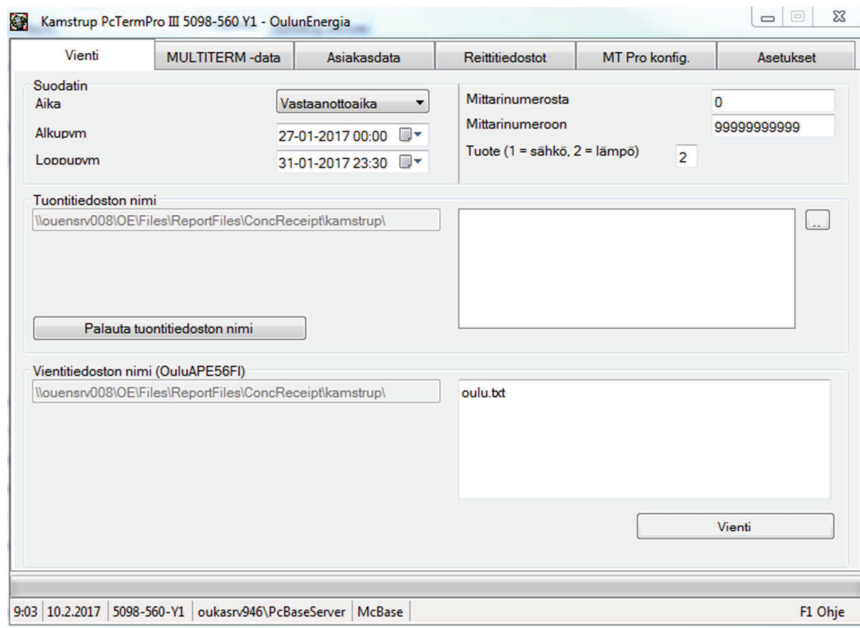 Kamstrup PcTermPro III 5098-560 Y1 - OulunEnergia
Vienti
MULTITERM -data
Asiakasdata
Reittitiedostot
MT Pro konfig.
Asetukset
Suodatin
Aika
Vastaanottoaika
Alkupvm
27-01-2017 00:00
Loppupvm
31-01-2017 23:30
Mittarinumerosta
0
Mittarinumeroon
99999999999
Tuote (1 = sähkö, 2 = lämpö)
2
Tuontitiedoston nimi
\\ouensrv008\OE\Files\ReportFiles\ConcReceipt\kamstrup\
..
Palauta tuontitiedoston nimi
Vientitiedoston nimi (OuluAPE56FI)
\\ouensrv008\OE\Files\ReportFiles\ConcReceipt\kamstrup\
oulu.txt
Vienti
9:03 10.2.2017 5098-560-Y1 oukasrv946\PcBaseServer McBase F1 Ohje